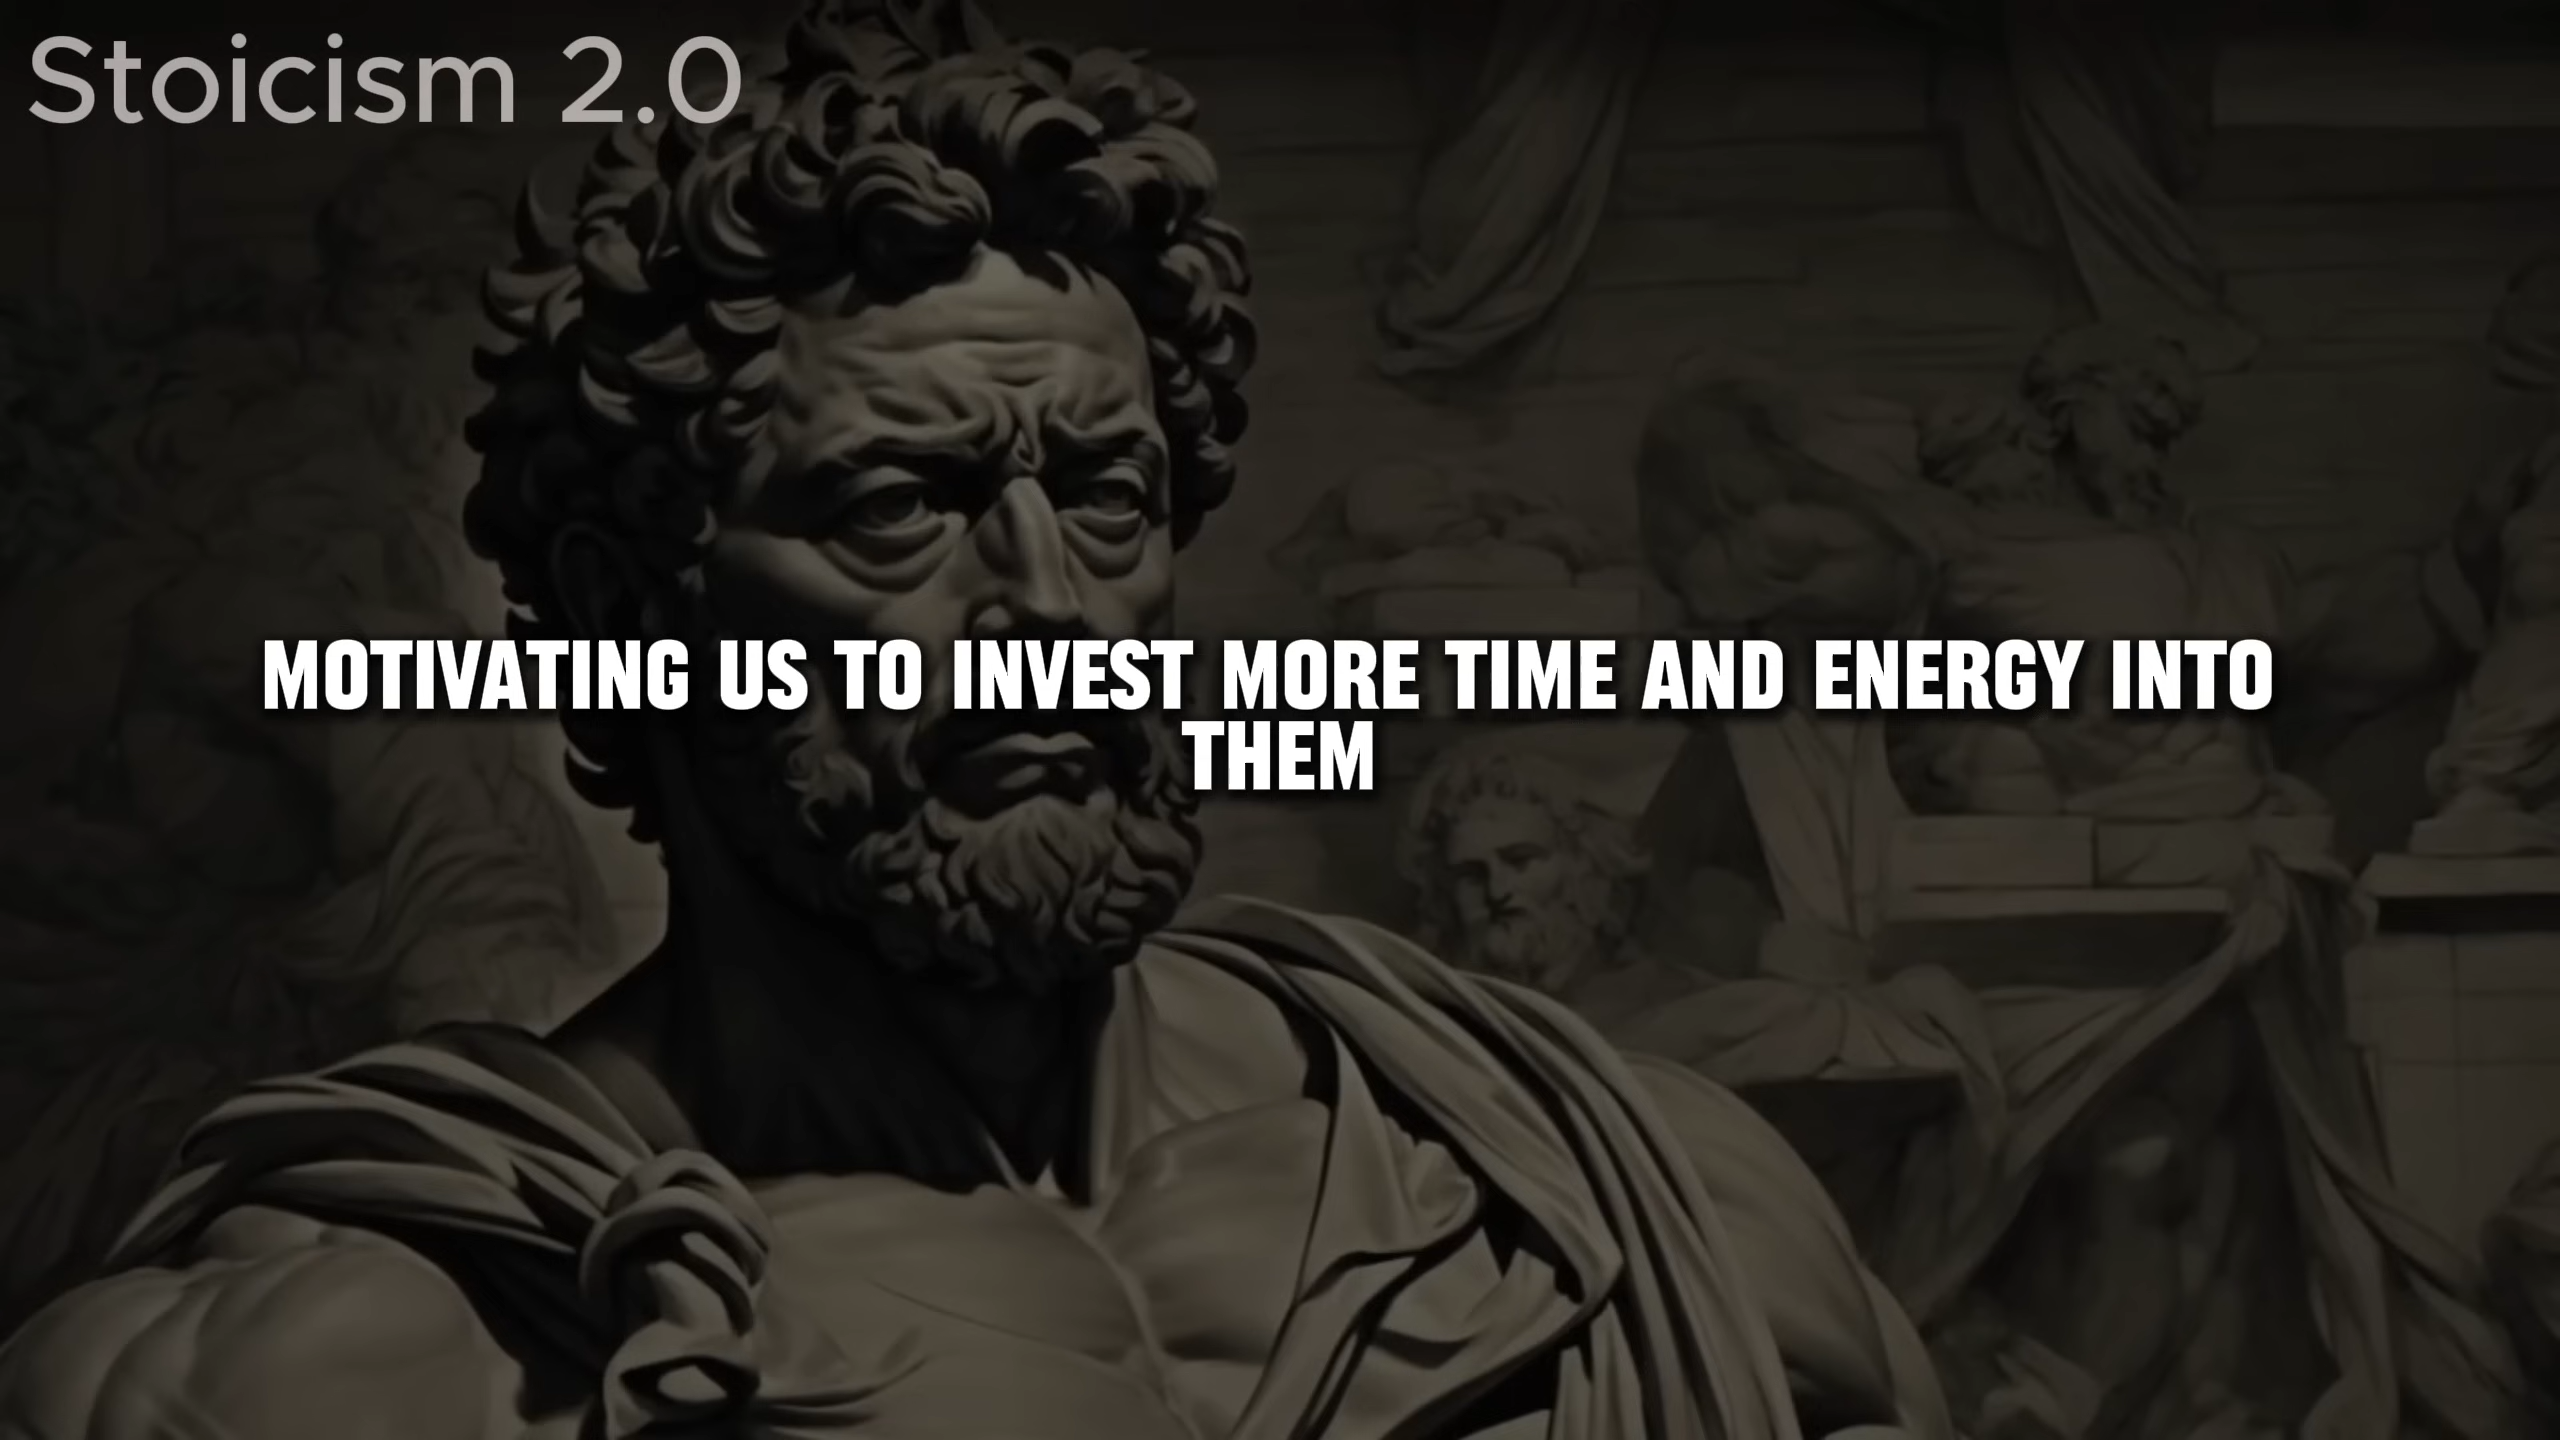 Stoicism 2.0
MOTIVATING US TO INVEST MORE TIME AND ENERGY INTO
THEM